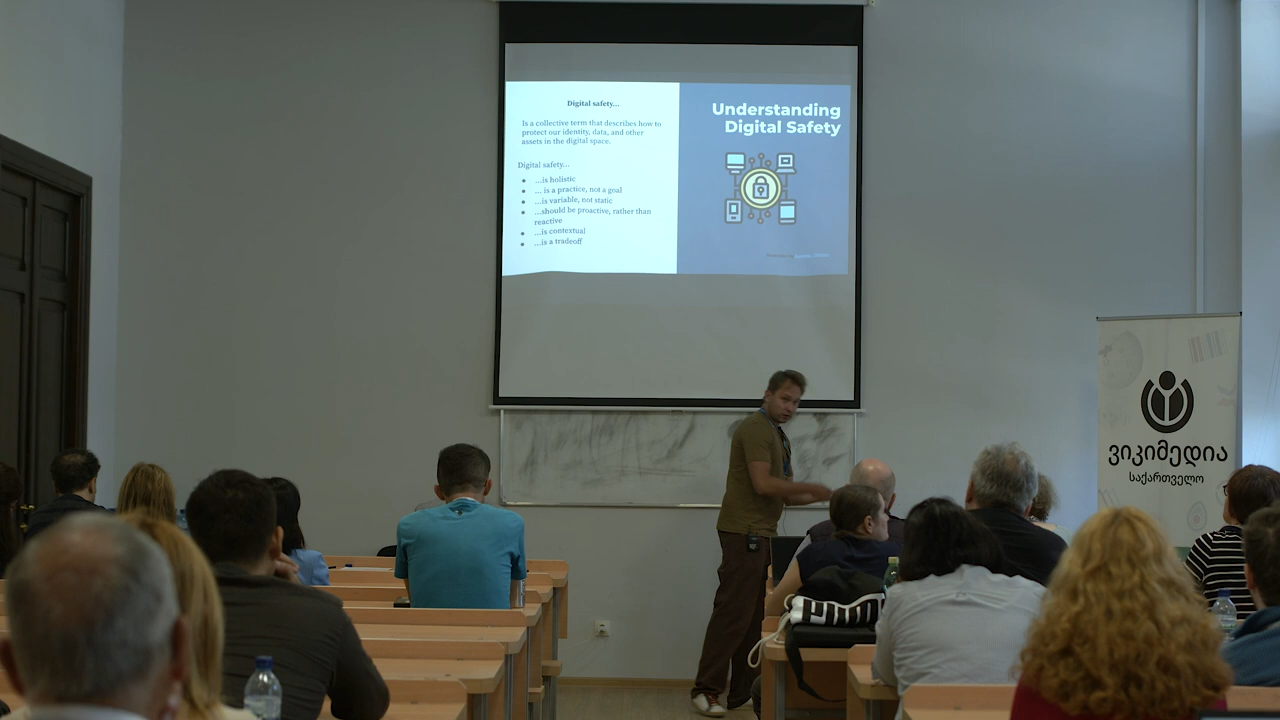 Digital safety...
Is a collective term that describes how to
protect our identity, data, and other
assets in the digital space.
Digital safety...
● ...is holistic
● ... is a practice, not a goal
● ...is variable, not static
● ...should be proactive, rather than
reactive
● ...is contextual
● ...is a tradeoff
Understanding
Digital Safety
ვიკიმედია
საქართველო